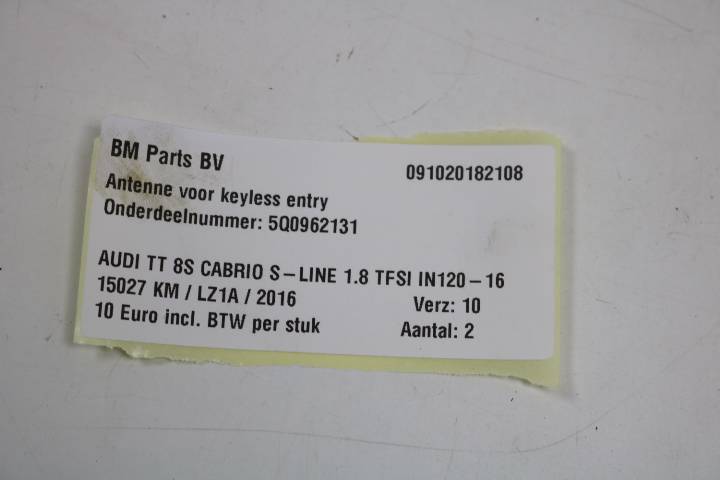 BM Parts BV 091020182108
Antenne voor keyless entry
Onderdeelnummer: 5Q0962131
AUDI TT 8S CABRIO S-LINE 1.8 TFSI IN120-16
15027 KM / LZ1A / 2016 Verz: 10
10 Euro incl. BTW per stuk Aantal: 2